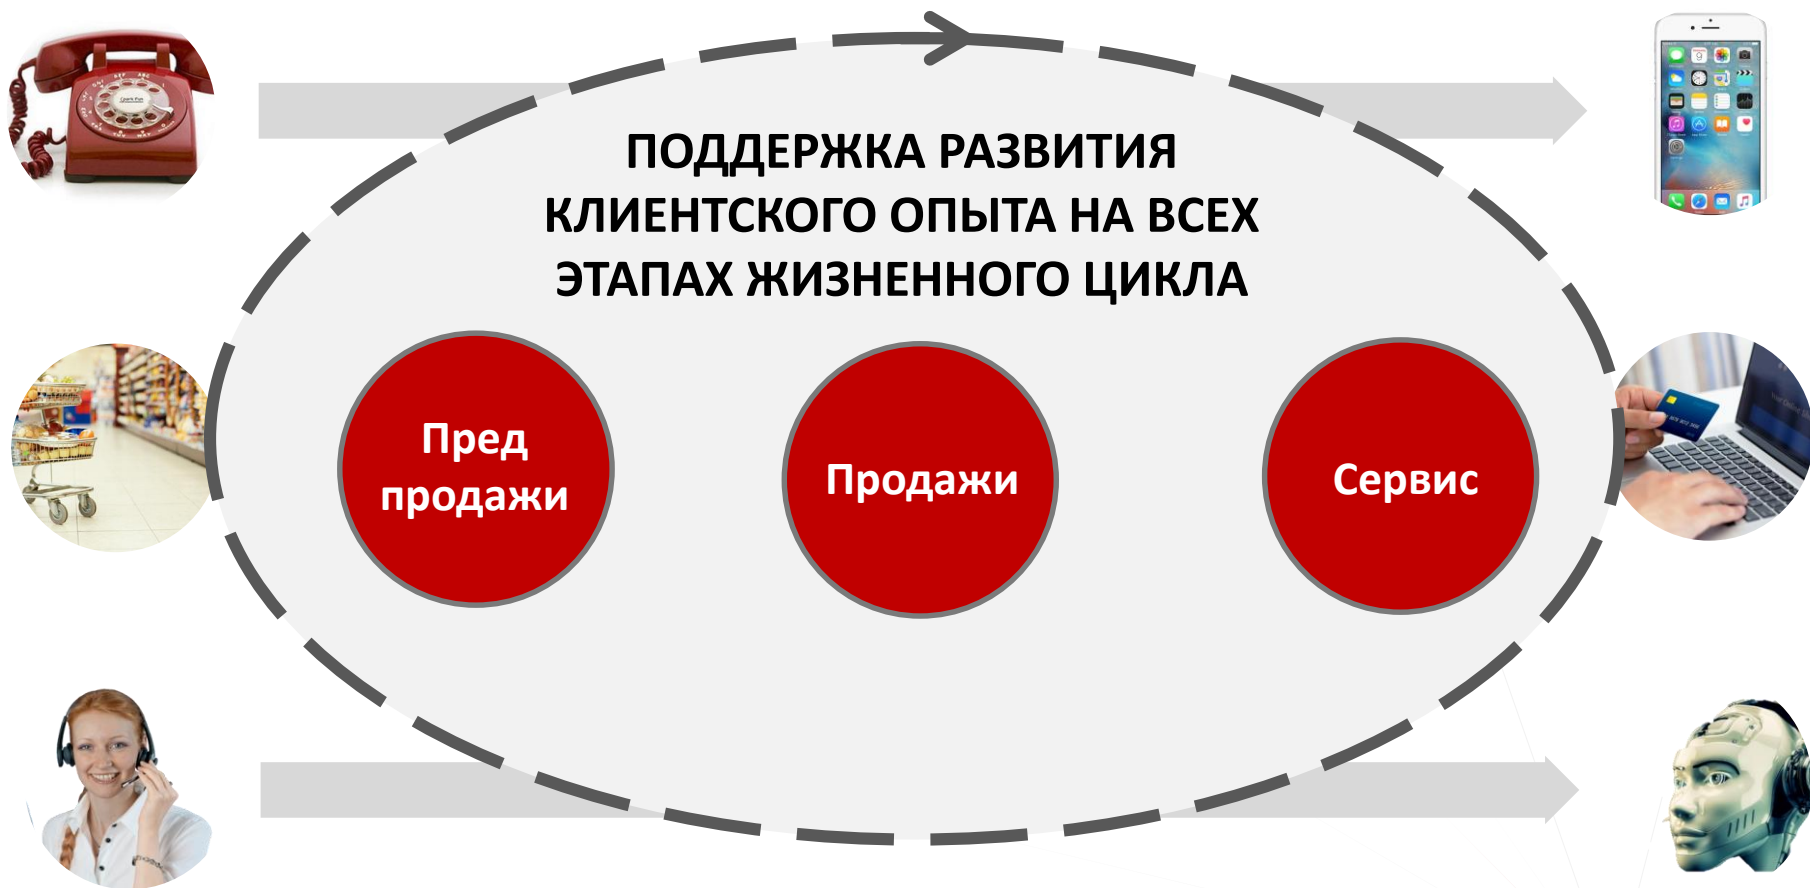 ПОДДЕРЖКА РАЗВИТИЯ
КЛИЕНТСКОГО ОПЫТА НА ВСЕХ
ЭТАПАХ ЖИЗНЕННОГО ЦИКЛА
Пред
продажи
Продажи
Сервис